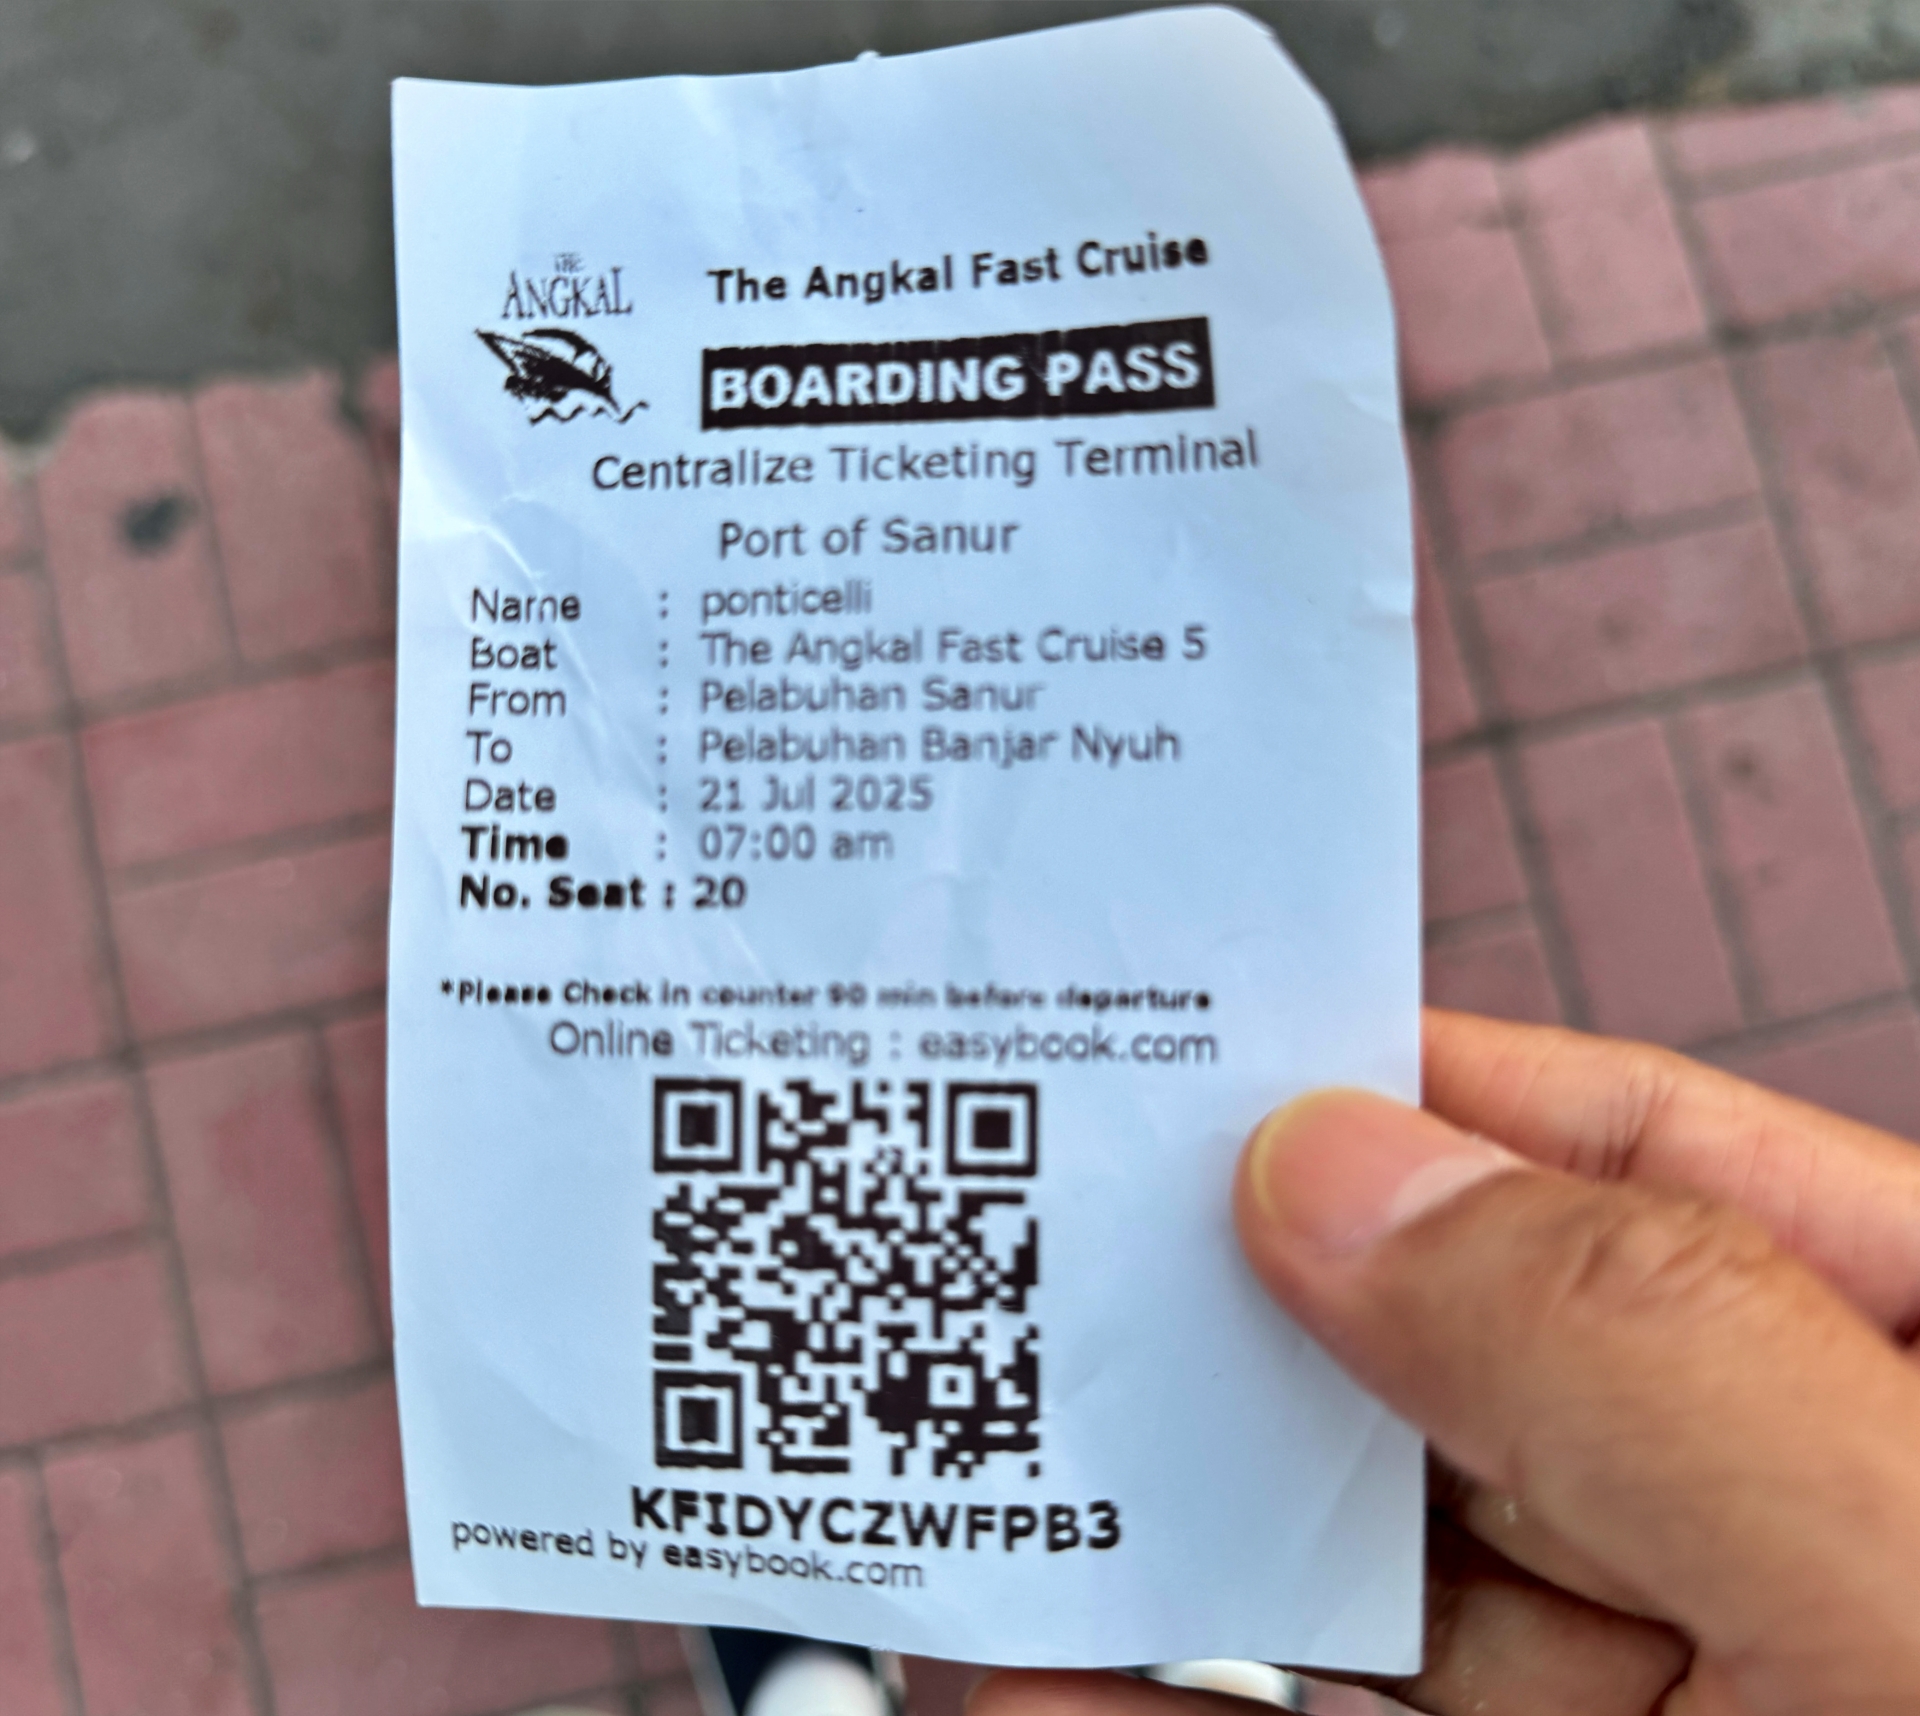 THE
ANGKAL
The Angkal Fast Cruise
BOARDING PASS
Centralize Ticketing Terminal
Port of Sanur
Name : ponticelli
Boat : The Angkal Fast Cruise 5
From : Pelabuhan Sanur
To : Pelabuhan Banjar Nyuh
Date : 21 Jul 2025
Time : 07:00 am
No. Seat : 20
*Please Check in counter 90 min before departure
Online Ticketing : easybook.com
KFIDYCZWFPB3
powered by easybook.com